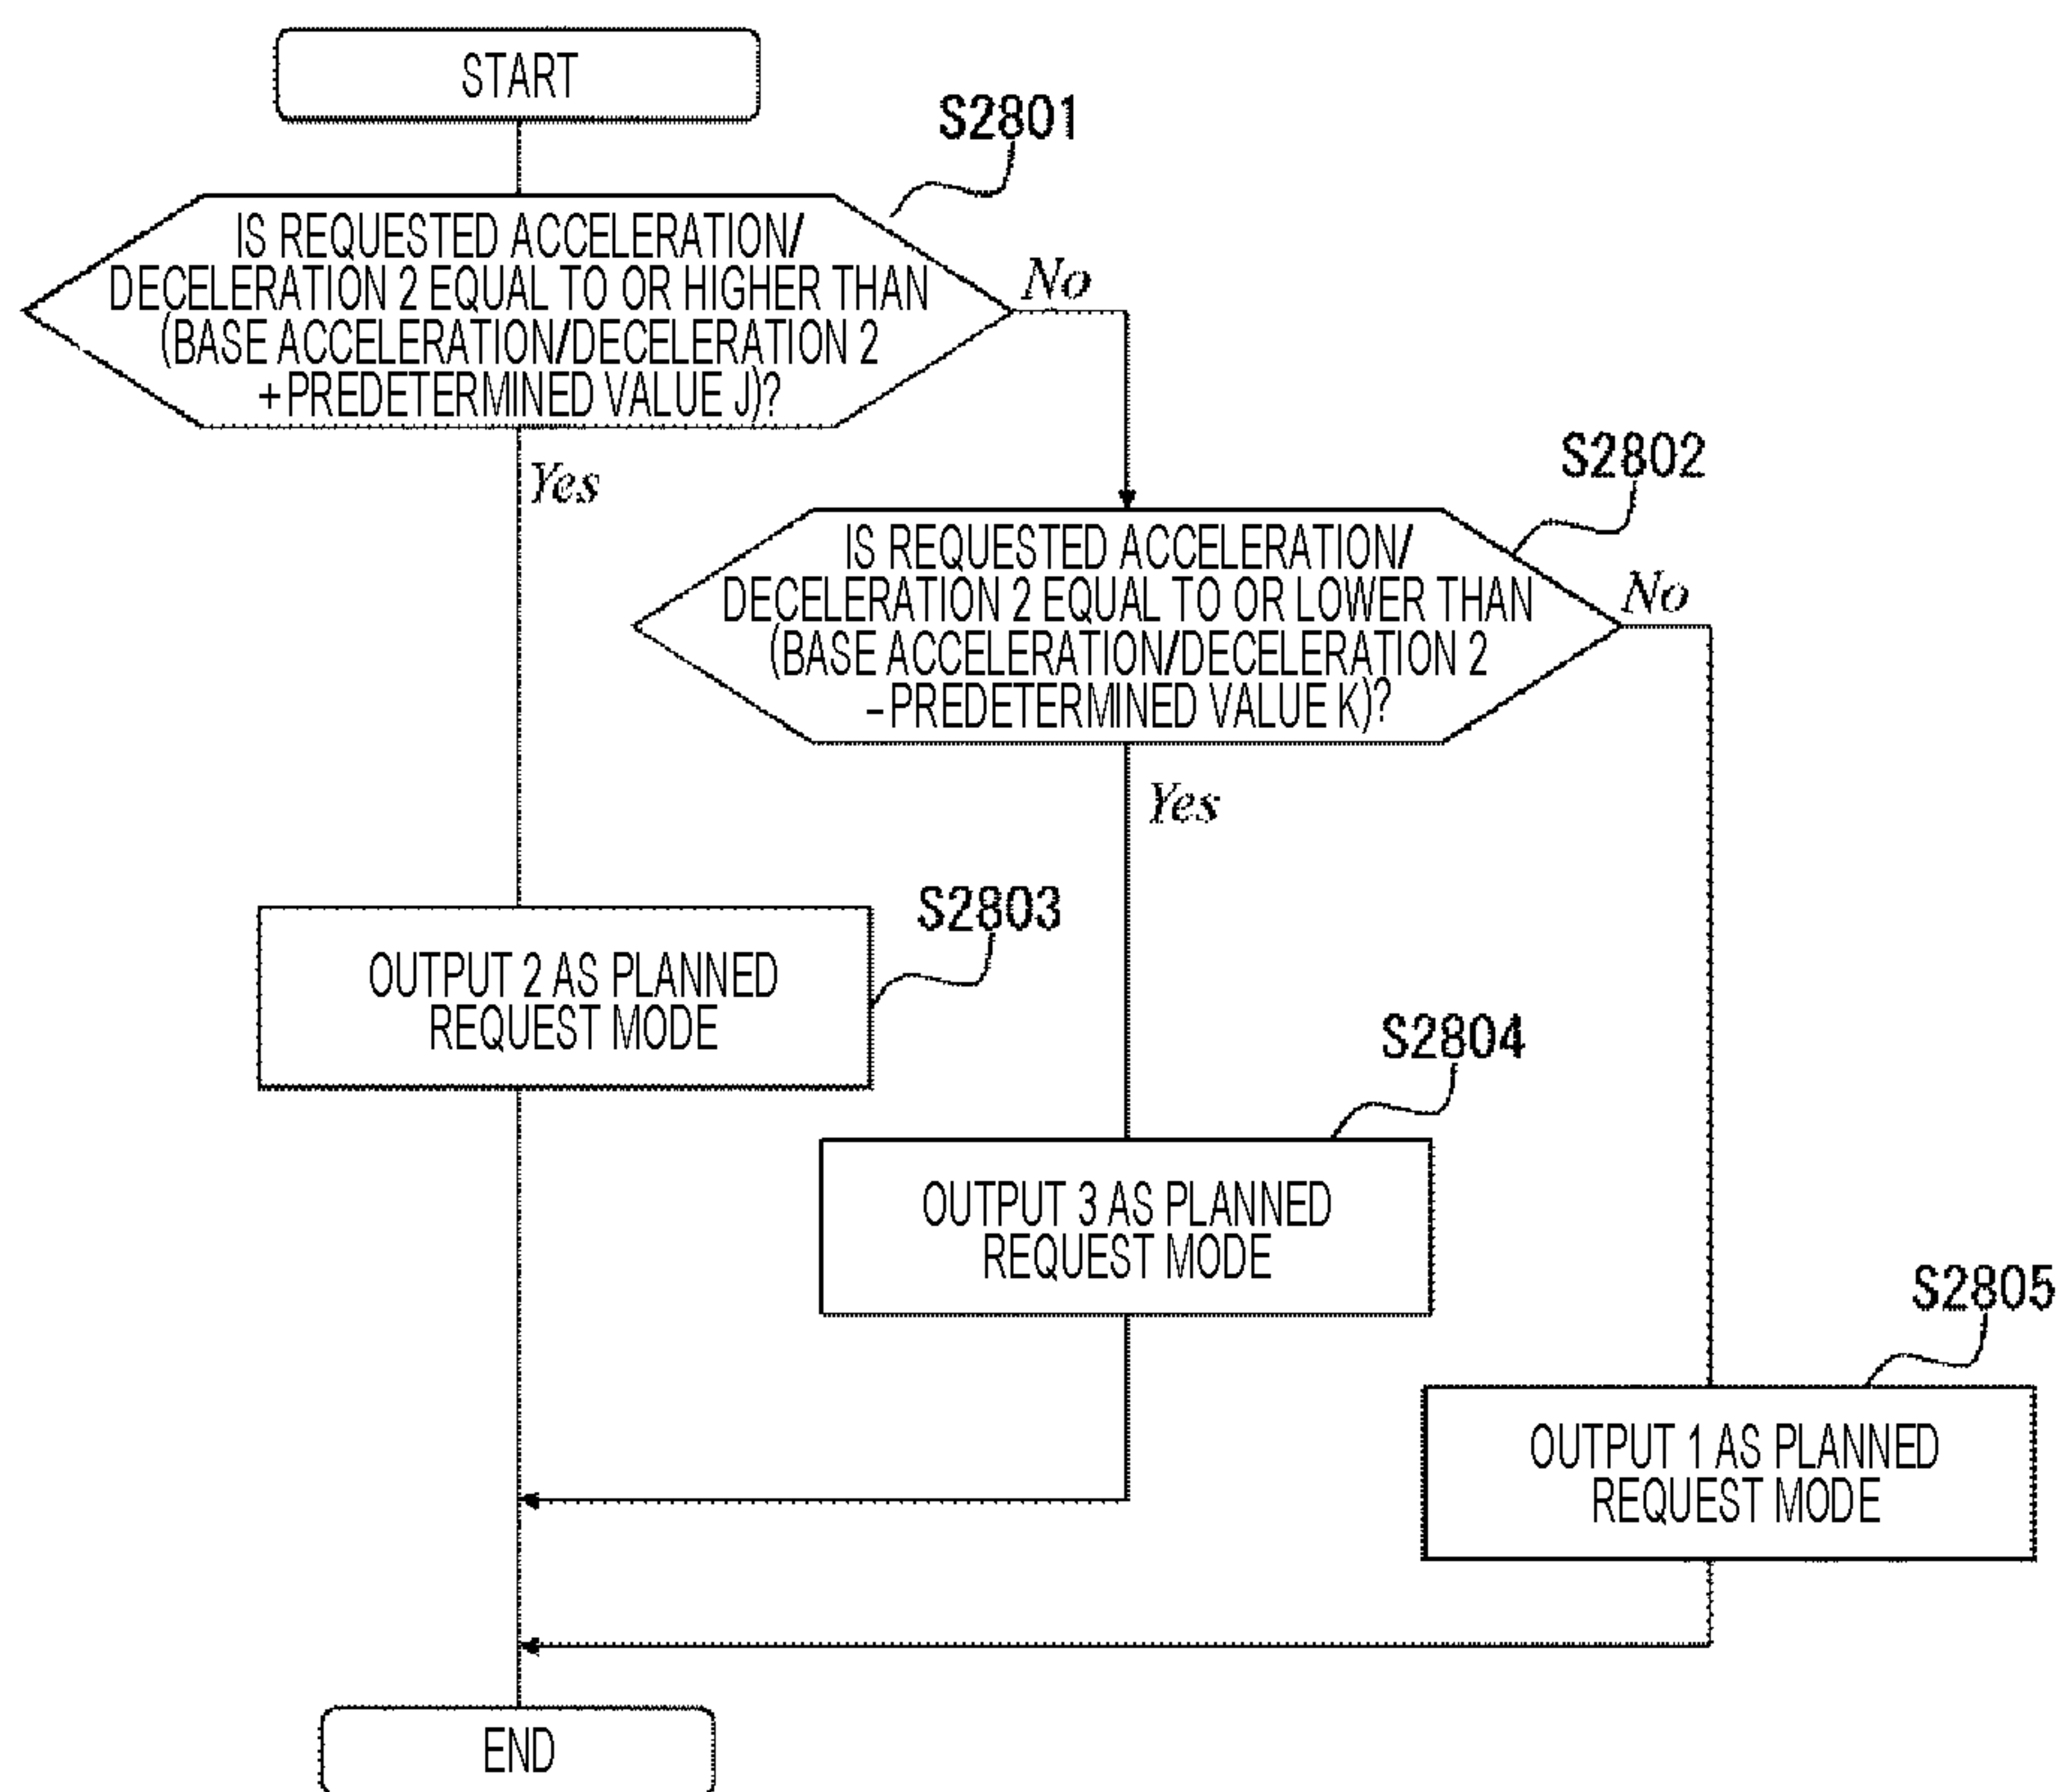 START
S2801
IS REQUESTED ACCELERATION/
DECELERATION 2 EQUAL TO OR HIGHER THAN
(BASE ACCELERATION/DECELERATION 2
+PREDETERMINED VALUE J)?
No
Yes
S2802
IS REQUESTED ACCELERATION/
DECELERATION 2 EQUAL TO OR LOWER THAN
(BASE ACCELERATION/DECELERATION 2
-PREDETERMINED VALUE K)?
No
Yes
S2803
OUTPUT 2 AS PLANNED
REQUEST MODE
S2804
OUTPUT 3 AS PLANNED
REQUEST MODE
S2805
OUTPUT 1 AS PLANNED
REQUEST MODE
END